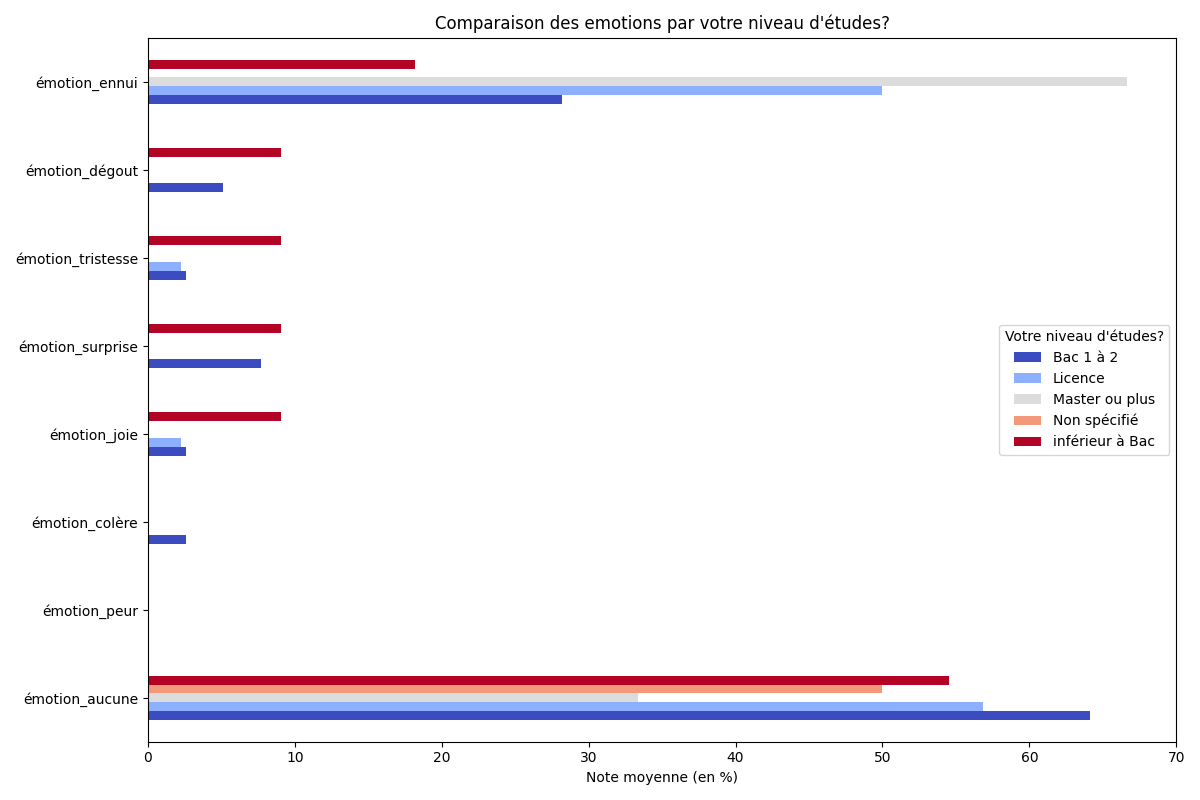 Comparaison des emotions par votre niveau d'études?
émotion_ennui
émotion_dégout
émotion_tristesse
émotion_surprise
émotion_joie
émotion_colère
émotion_peur
émotion_aucune
Votre niveau d'études?
Bac 1 à 2
Licence
Master ou plus
Non spécifié
inférieur à Bac
0 10 20 30 40 50 60 70
Note moyenne (en %)